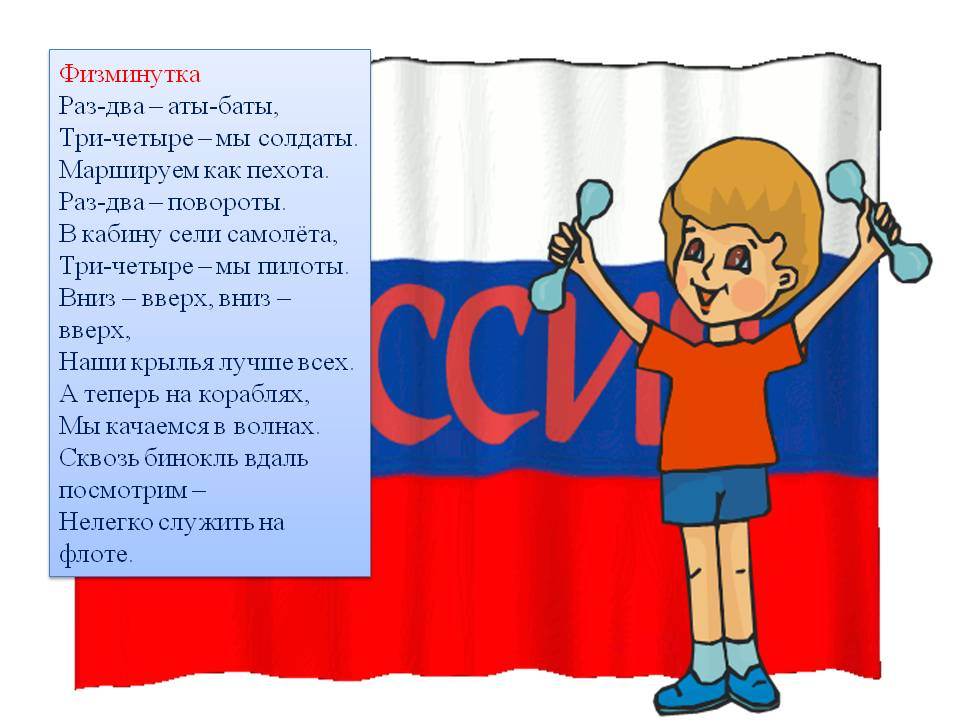 Физминутка
Раз-два – аты-баты,
Три-четыре – мы солдаты.
Маршируем как пехота.
Раз-два – повороты.
В кабину сели самолёта,
Три-четыре – мы пилоты.
Вниз – вверх, вниз –
вверх,
Наши крылья лучше всех.
А теперь на кораблях,
Мы качаемся в волнах.
Сквозь бинокль вдаль
посмотрим –
Нелегко служить на
флоте.
ССИ